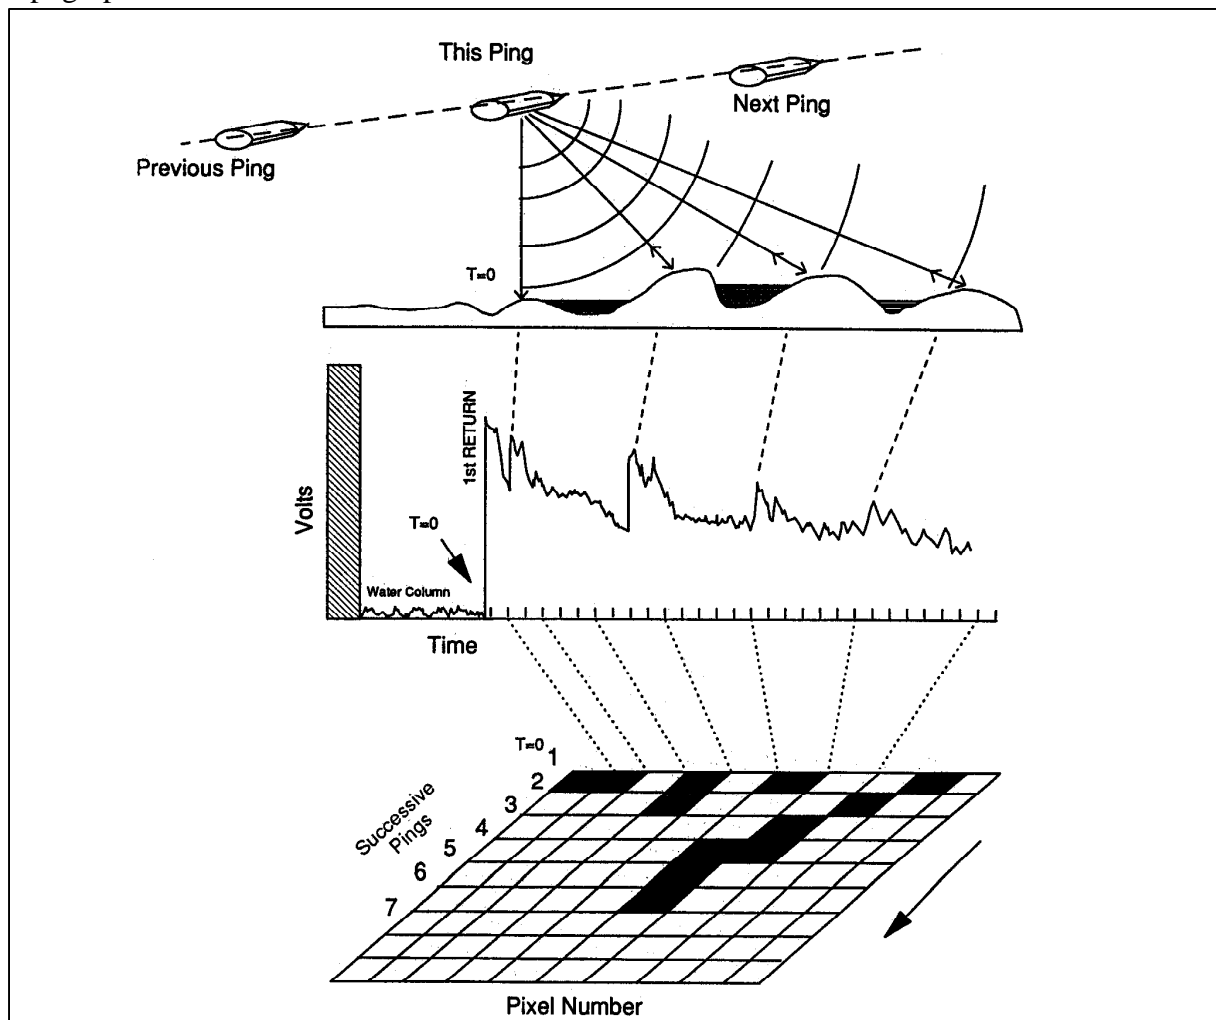 This Ping
Next Ping
Previous Ping
T=0
1st RETURN
Volts
T=0
Water Column
Time
T=0
1
2
3
4
5
6
7
Successive
Pings
Pixel Number